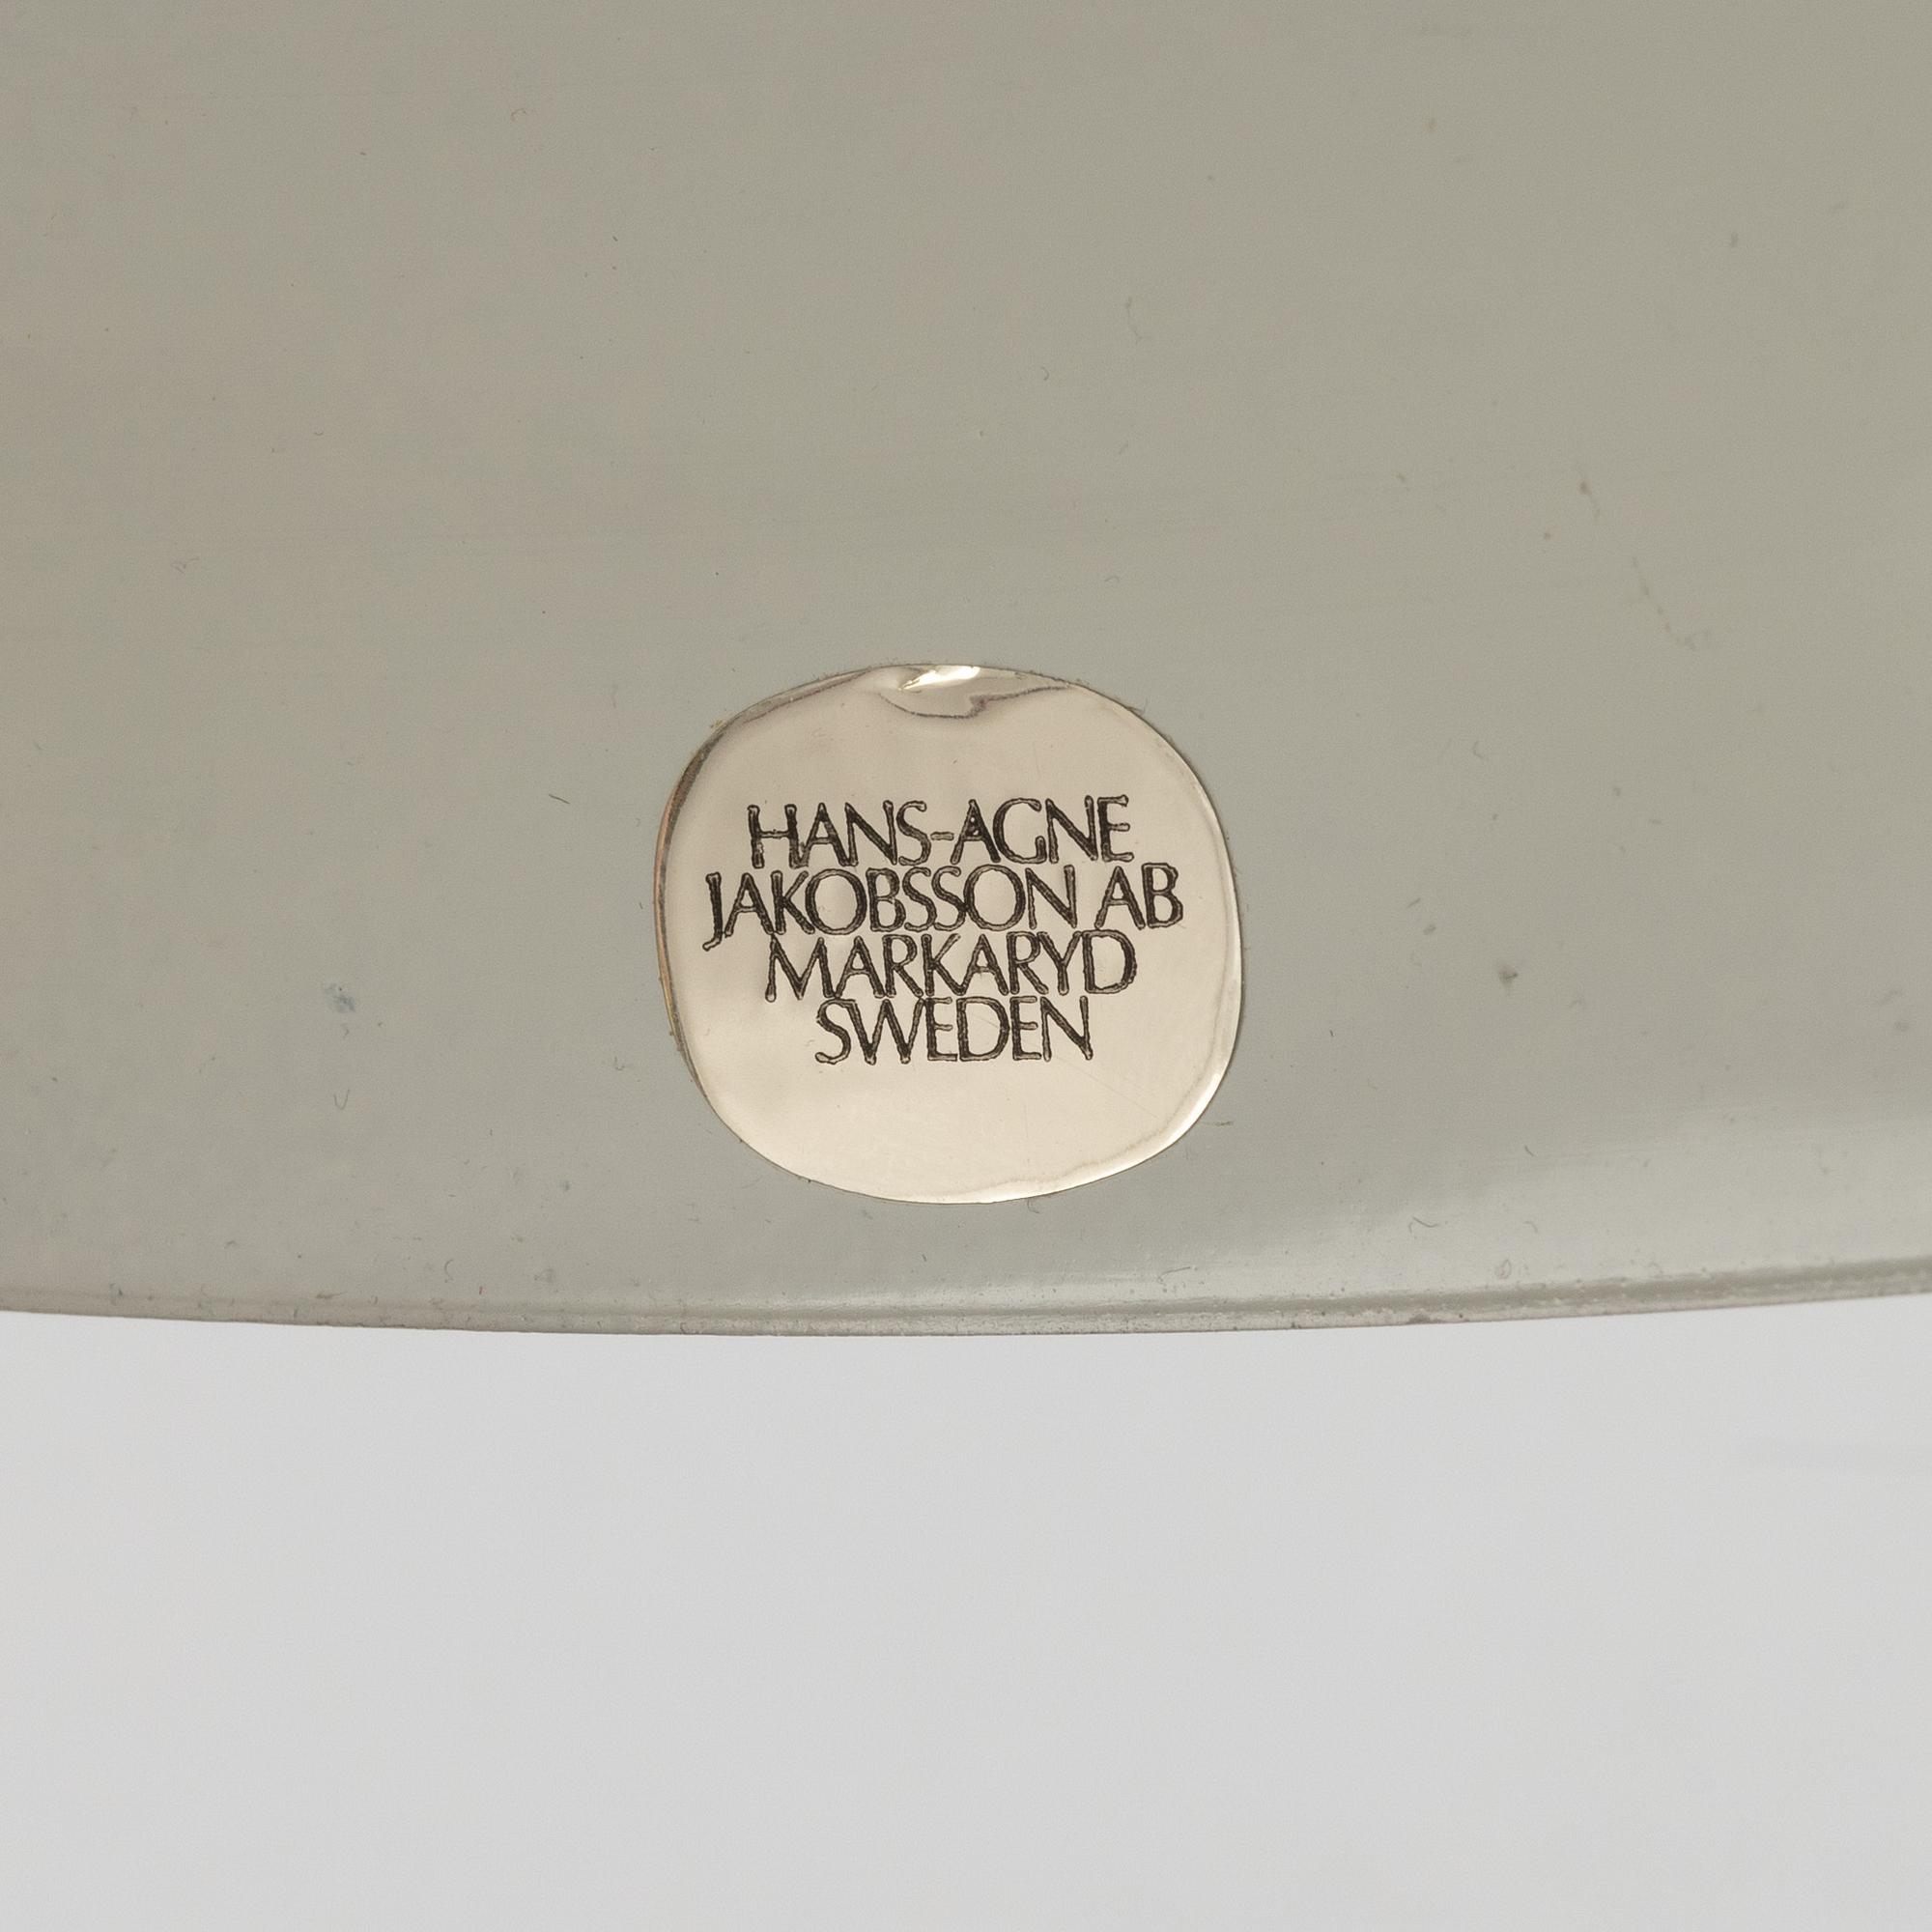 HANS-AGNE
JAKOBSSON AB
MARKARYD
SWEDEN